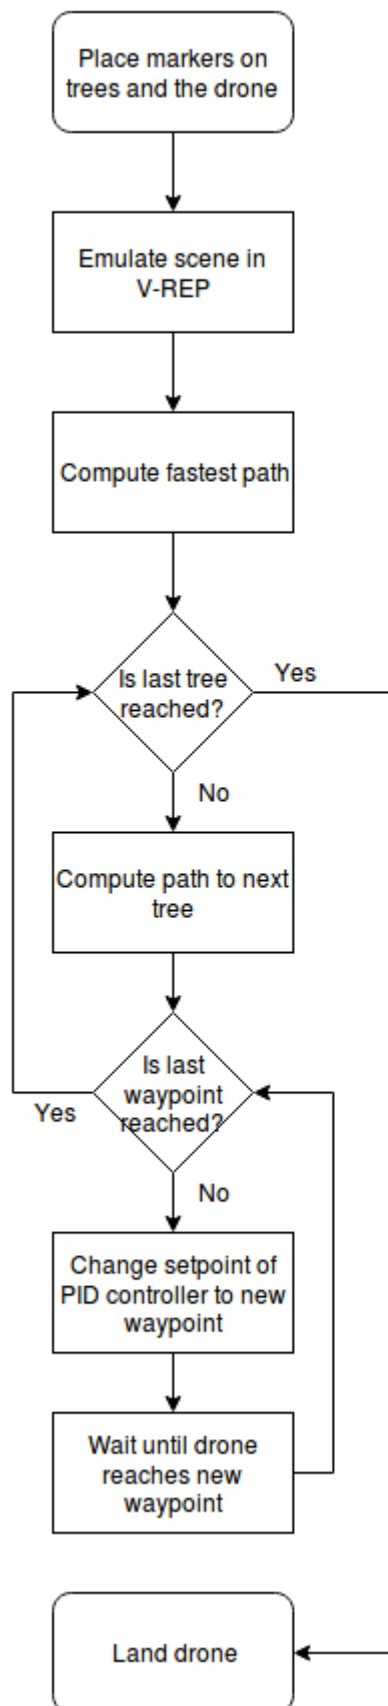 Place markers on
trees and the drone
Emulate scene in
V-REP
Compute fastest path
Is last tree
reached?
Yes
No
Compute path to next
tree
Is last
waypoint
reached?
Yes
No
Change setpoint of
PID controller to new
waypoint
Wait until drone
reaches new
waypoint
Land drone